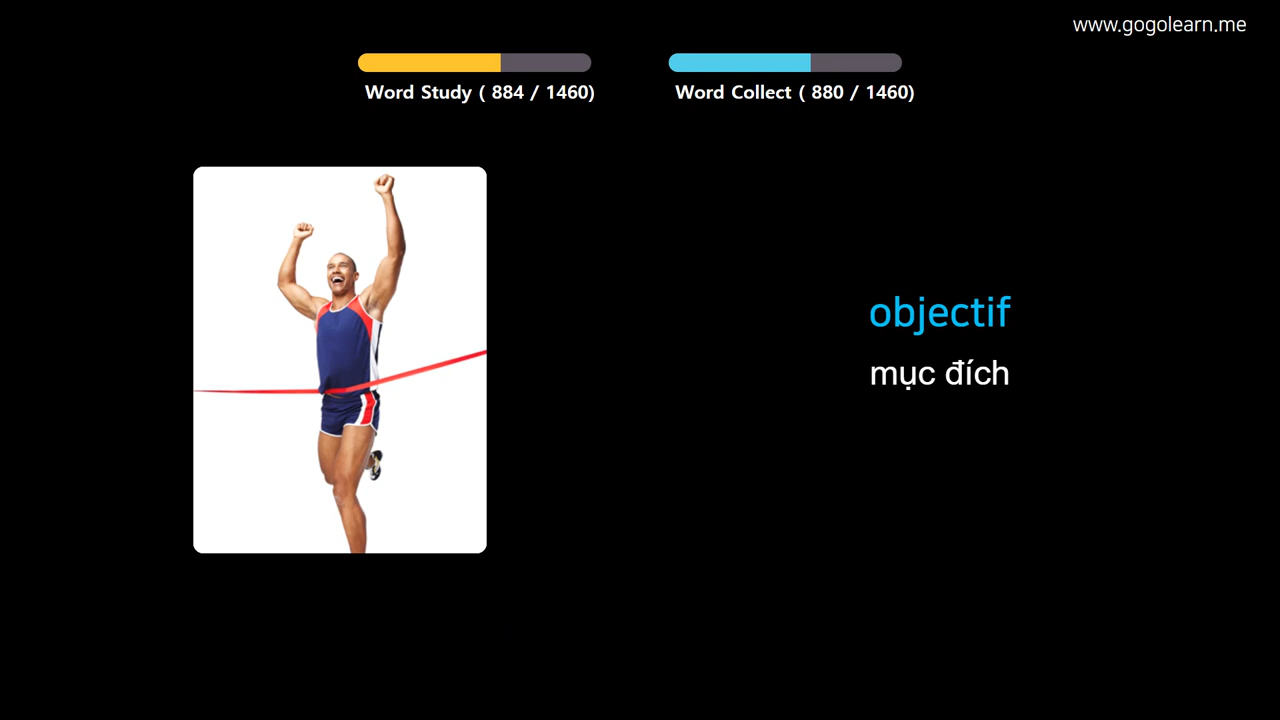 www.gogolearn.me
Word Study ( 884 / 1460)
Word Collect ( 880 / 1460)
objectif
mục đích